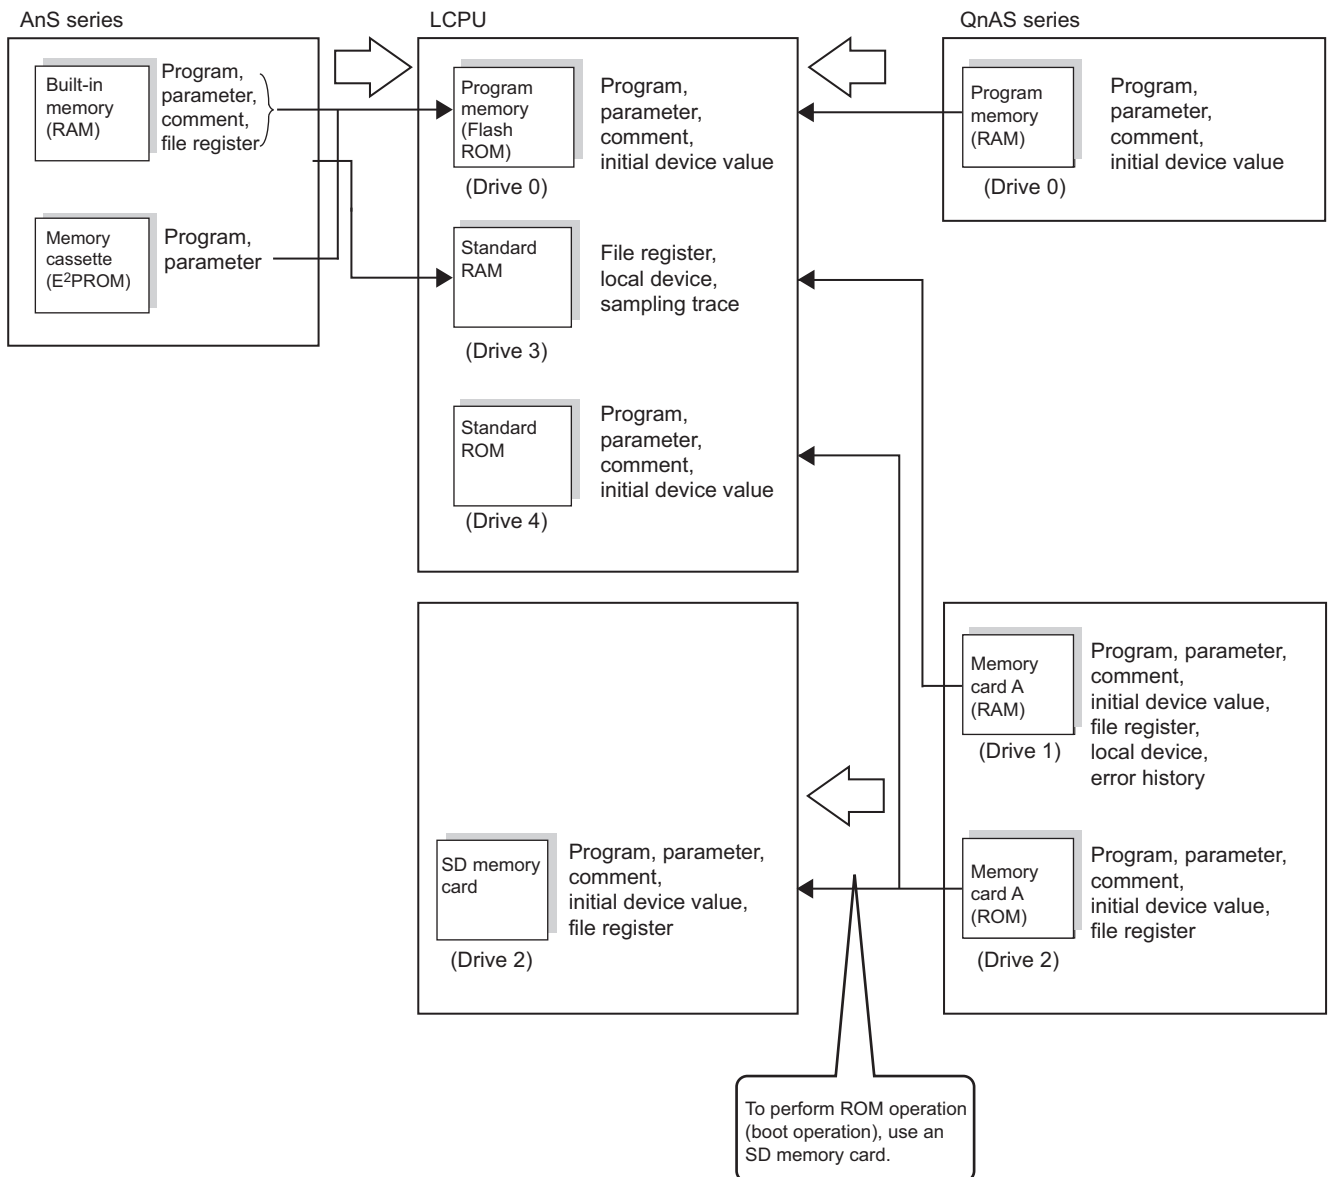 AnS series
LCPU
QnAS series
Built-in
memory
(RAM)
Program,
parameter,
comment,
file register
Memory
cassette
(E²PROM)
Program,
parameter
Program
memory
(Flash
ROM)
(Drive 0)
Program,
parameter,
comment,
initial device value
Standard
RAM
(Drive 3)
File register,
local device,
sampling trace
Standard
ROM
(Drive 4)
Program,
parameter,
comment,
initial device value
Program
memory
(RAM)
(Drive 0)
Program,
parameter,
comment,
initial device value
SD memory
card
(Drive 2)
Program, parameter,
comment,
initial device value,
file register
Memory
card A
(RAM)
(Drive 1)
Program, parameter,
comment,
initial device value,
file register,
local device,
error history
Memory
card A
(ROM)
(Drive 2)
Program, parameter,
comment,
initial device value,
file register
To perform ROM operation
(boot operation), use an
SD memory card.